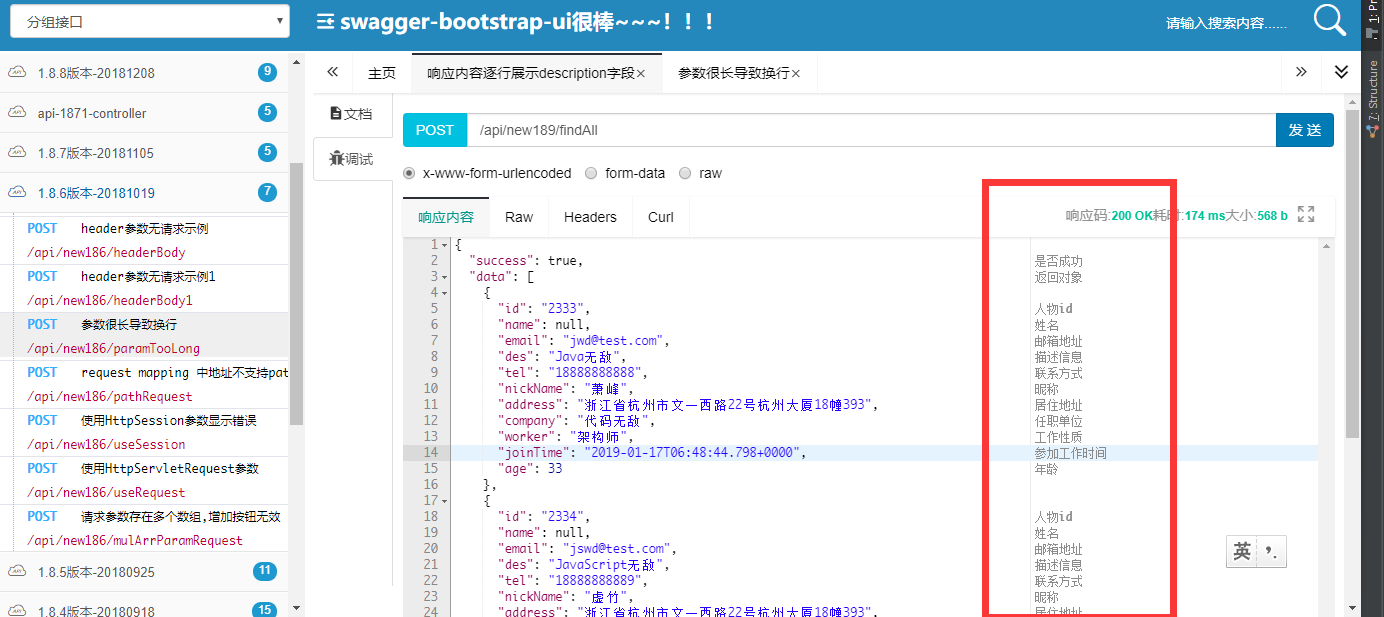 分组接口
swagger-bootstrap-ui很棒~~~！！！
请输入搜索内容......
1.8.8版本-20181208 9
api-1871-controller 5
1.8.7版本-20181105 5
1.8.6版本-20181019 7
POST header参数无请求示例
/api/new186/headerBody
POST header参数无请求示例1
/api/new186/headerBody1
POST 参数很长导致换行
/api/new186/paramTooLong
POST request mapping 中地址不支持pat
/api/new186/pathRequest
POST 使用HttpSession参数显示错误
/api/new186/useSession
POST 使用HttpServletRequest参数
/api/new186/useRequest
POST 请求参数存在多个数组,增加按钮无效
/api/new186/mulArrParamRequest
1.8.5版本-20180925 11
1.8.4版本-20180918 15
主页 响应内容逐行展示description字段× 参数很长导致换行×
文档
调试
POST /api/new189/findAll 发 送
x-www-form-urlencoded form-data raw
响应内容 Raw Headers Curl 响应码:200 OK耗时:174 ms大小:568 b
1 {
2 "success": true, 是否成功
3 "data": [ 返回对象
4 {
5 "id": "2333", 人物id
6 "name": null, 姓名
7 "email": "jwd@test.com", 邮箱地址
8 "des": "Java无敌", 描述信息
9 "tel": "18888888888", 联系方式
10 "nickName": "萧峰", 昵称
11 "address": "浙江省杭州市文一西路22号杭州大厦18幢393", 居住地址
12 "company": "代码无敌", 任职单位
13 "worker": "架构师", 工作性质
14 "joinTime": "2019-01-17T06:48:44.798+0000", 参加工作时间
15 "age": 33 年龄
16 },
17 {
18 "id": "2334", 人物id
19 "name": null, 姓名
20 "email": "jswd@test.com", 邮箱地址
21 "des": "JavaScript无敌", 描述信息
22 "tel": "18888888889", 联系方式
23 "nickName": "虚竹", 昵称
24 "address": "浙江省杭州市文一西路22号杭州大厦18幢393", 居住地址
英 ，.
1: Pr
7: Structure